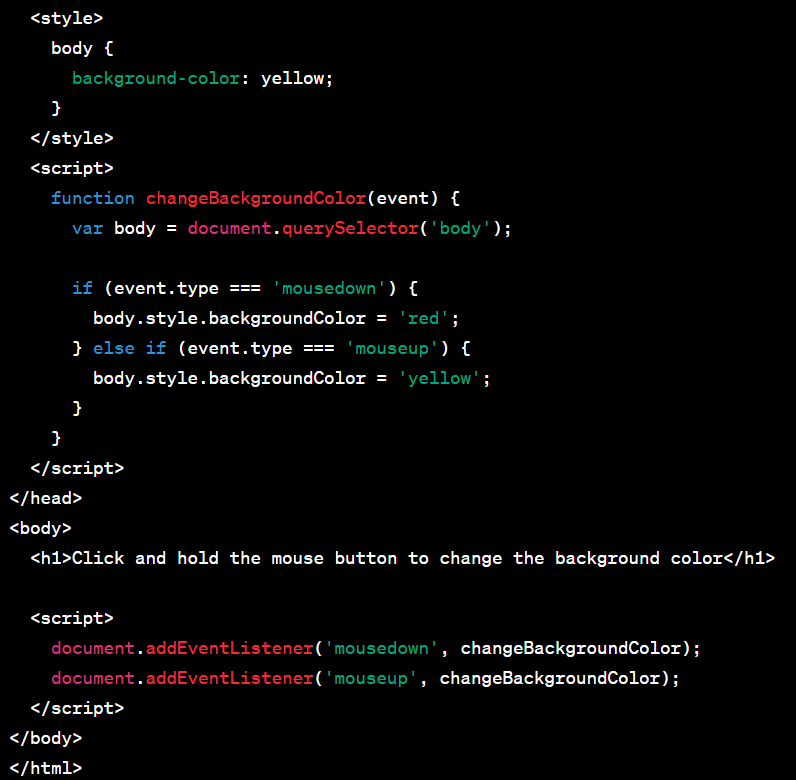 <style>
body {
background-color: yellow;
}
</style>
<script>
function changeBackgroundColor(event) {
var body = document.querySelector('body');
if (event.type === 'mousedown') {
body.style.backgroundColor = 'red';
} else if (event.type === 'mouseup') {
body.style.backgroundColor = 'yellow';
}
}
</script>
</head>
<body>
<h1>Click and hold the mouse button to change the background color</h1>
<script>
document.addEventListener('mousedown', changeBackgroundColor);
document.addEventListener('mouseup', changeBackgroundColor);
</script>
</body>
</html>